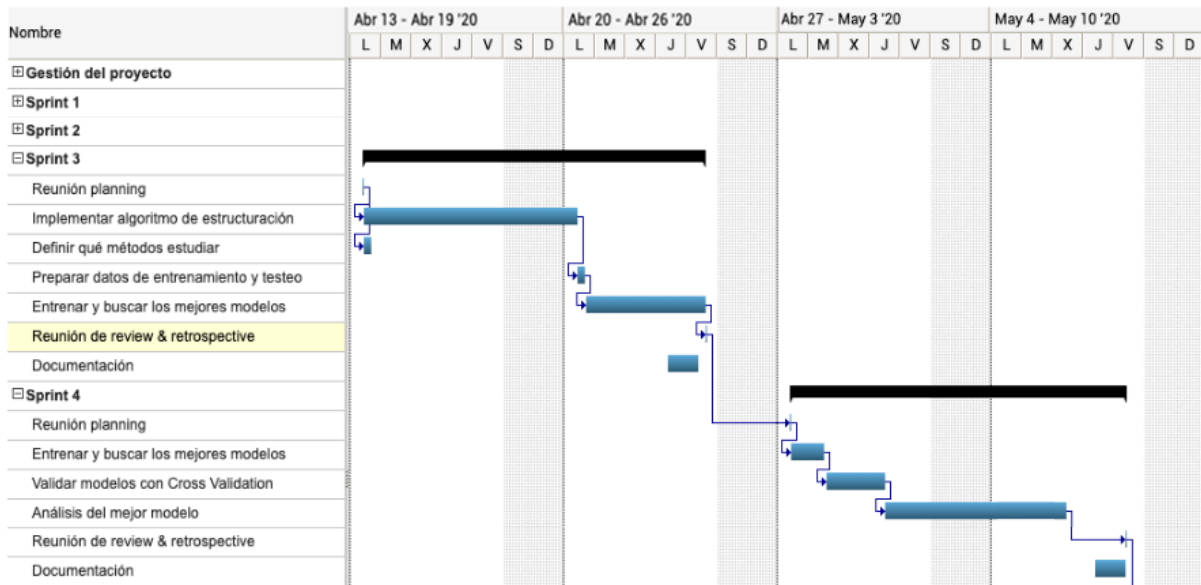 Nombre
Abr 13 - Abr 19 '20 Abr 20 - Abr 26 '20 Abr 27 - May 3 '20 May 4 - May 10 '20
L M X J V S D L M X J V S D L M X J V S D L M X J V S D
Gestión del proyecto
Sprint 1
Sprint 2
Sprint 3
Reunión planning
Implementar algoritmo de estructuración
Definir qué métodos estudiar
Preparar datos de entrenamiento y testeo
Entrenar y buscar los mejores modelos
Reunión de review & retrospective
Documentación
Sprint 4
Reunión planning
Entrenar y buscar los mejores modelos
Validar modelos con Cross Validation
Análisis del mejor modelo
Reunión de review & retrospective
Documentación